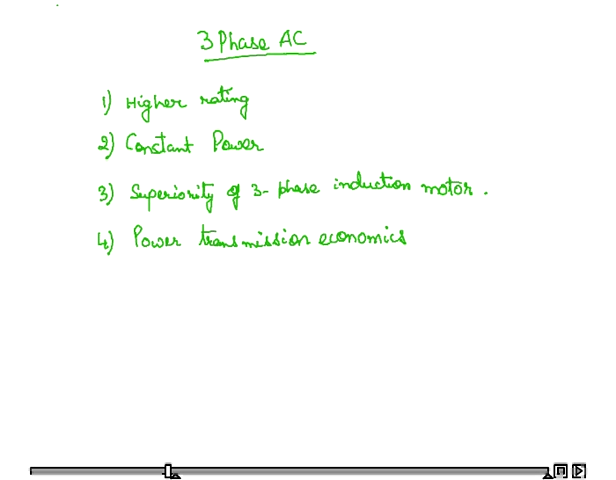 3 Phase AC
1) Higher rating
2) Constant Power
3) Superiority of 3-phase induction motor.
4) Power transmission economics